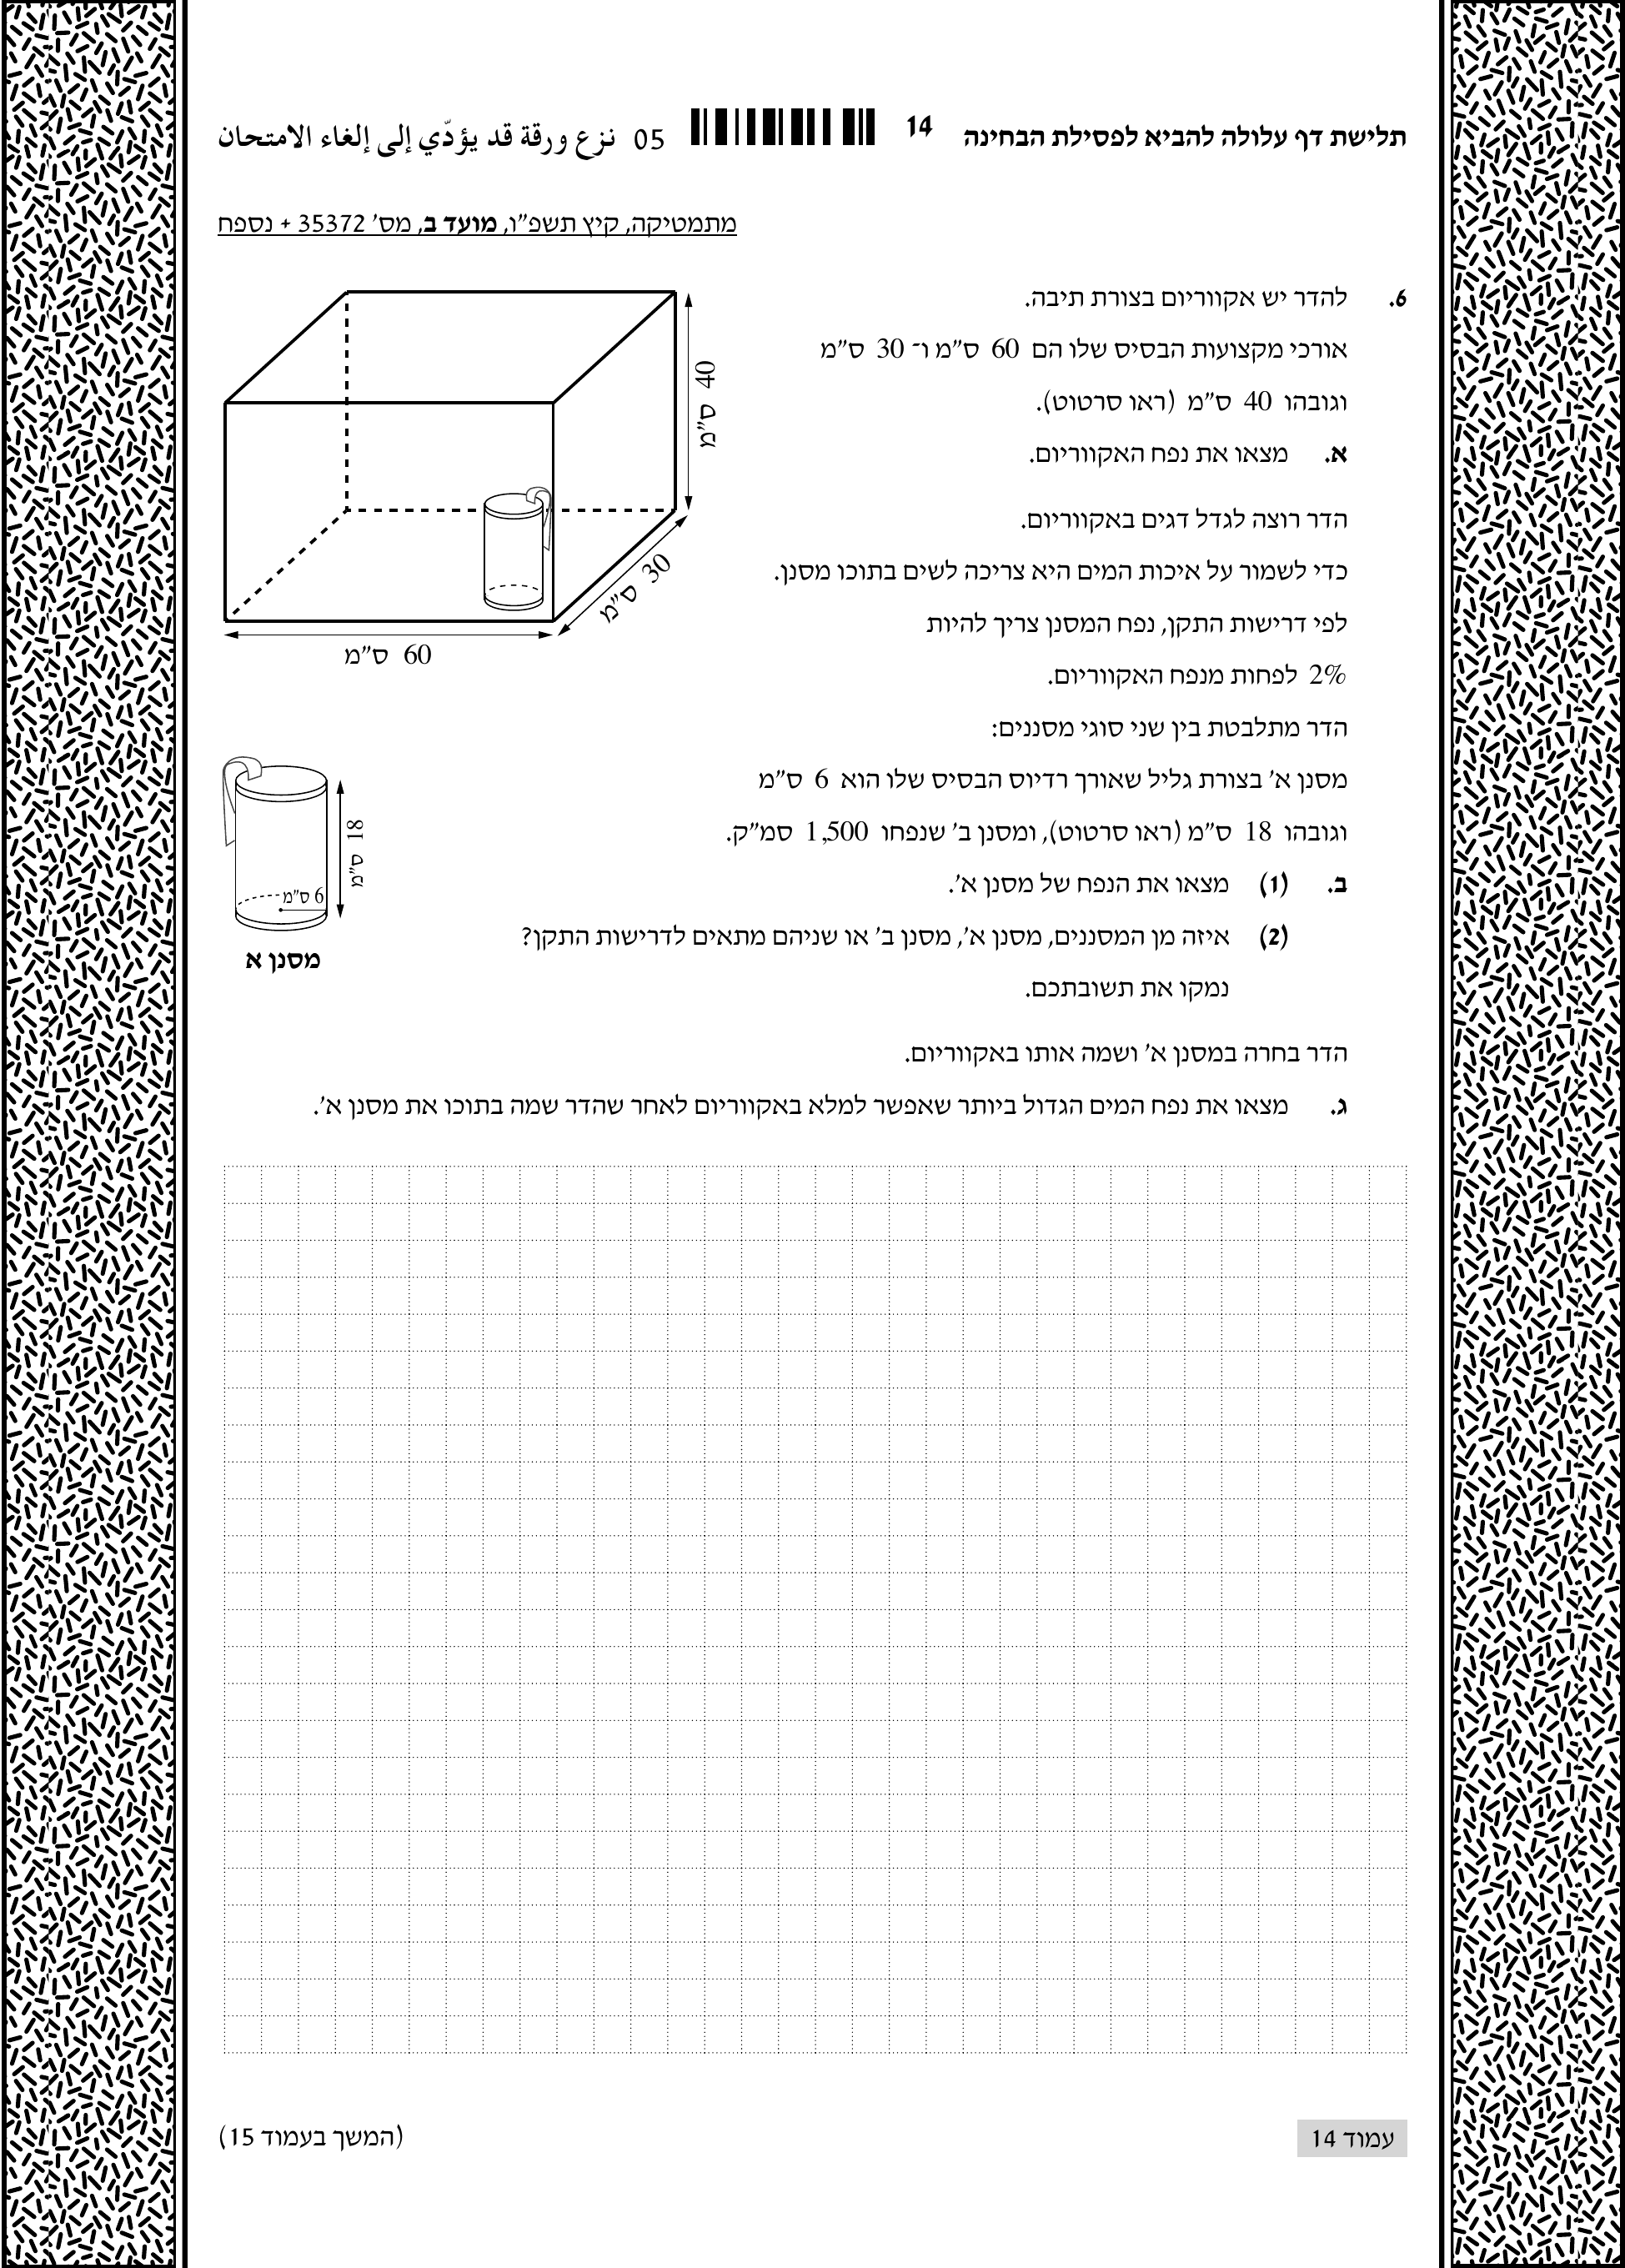 תלישת דף עלולה להביא לפסילת הבחינה 14 05 نزع ورقة قد يؤدّي إلى إلغاء الامتحان
מתמטיקה, קיץ תשפ״ו, מועד ב, מס׳ 35372 + נספח
6. להדר יש אקווריום בצורת תיבה.
אורכי מקצועות הבסיס שלו הם 60 ס״מ ו־ 30 ס״מ
וגובהו 40 ס״מ (ראו סרטוט).
א. מצאו את נפח האקווריום.
הדר רוצה לגדל דגים באקווריום.
כדי לשמור על איכות המים היא צריכה לשים בתוכו מסנן.
לפי דרישות התקן, נפח המסנן צריך להיות
2% לפחות מנפח האקווריום.
הדר מתלבטת בין שני סוגי מסננים:
מסנן א׳ בצורת גליל שאורך רדיוס הבסיס שלו הוא 6 ס״מ
וגובהו 18 ס״מ (ראו סרטוט), ומסנן ב׳ שנפחו 1,500 סמ״ק.
ב. (1) מצאו את הנפח של מסנן א׳.
(2) איזה מן המסננים, מסנן א׳, מסנן ב׳ או שניהם מתאים לדרישות התקן?
נמקו את תשובתכם.
הדר בחרה במסנן א׳ ושמה אותו באקווריום.
ג. מצאו את נפח המים הגדול ביותר שאפשר למלא באקווריום לאחר שהדר שמה בתוכו את מסנן א׳.
40 ס״מ
30 ס״מ
60 ס״מ
18 ס״מ
6 ס״מ
מסנן א
עמוד 14
(המשך בעמוד 15)